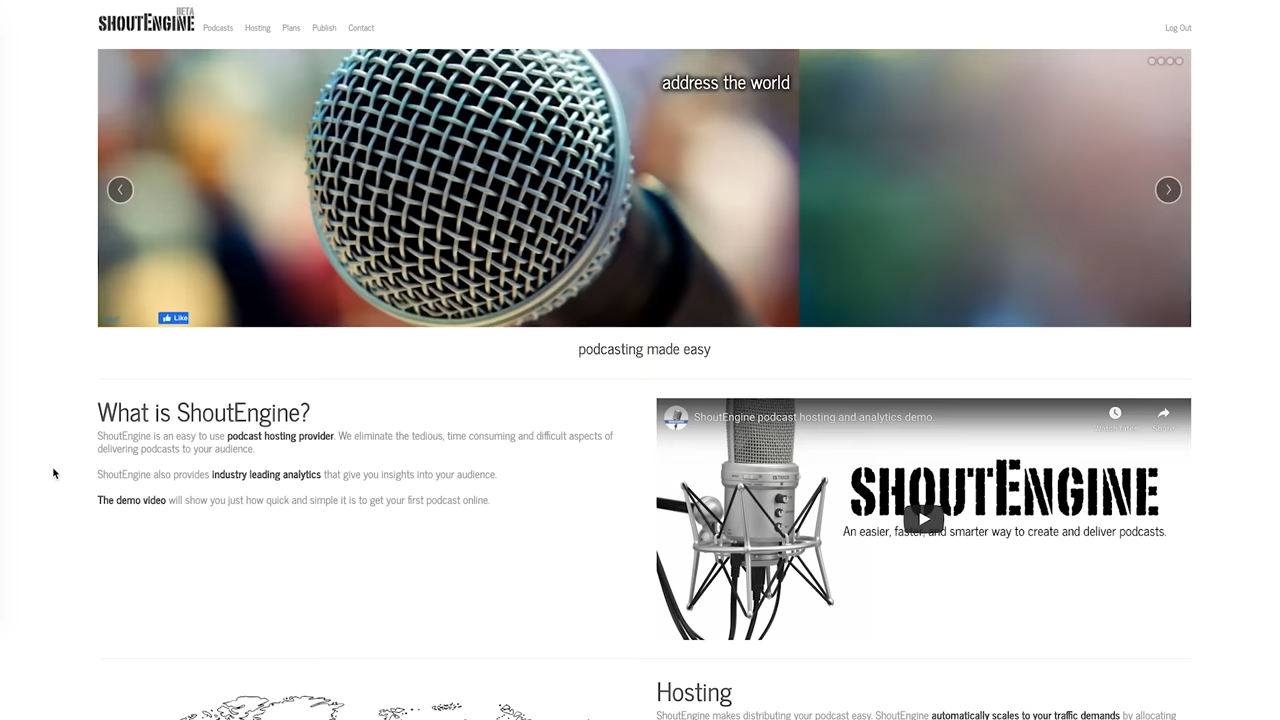 BETA
SHOUTENGINE Podcasts Hosting Plans Publish Contact Log Out
address the world
Like
podcasting made easy
What is ShoutEngine?
ShoutEngine is an easy to use podcast hosting provider. We eliminate the tedious, time consuming and difficult aspects of
delivering podcasts to your audience.
ShoutEngine also provides industry leading analytics that give you insights into your audience.
The demo video will show you just how quick and simple it is to get your first podcast online.
ShoutEngine podcast hosting and analytics demo.
Watch later Share
SHOUTENGINE
An easier, faster, and smarter way to create and deliver podcasts.
Hosting
ShoutEngine makes distributing your podcast easy. ShoutEngine automatically scales to your traffic demands by allocating